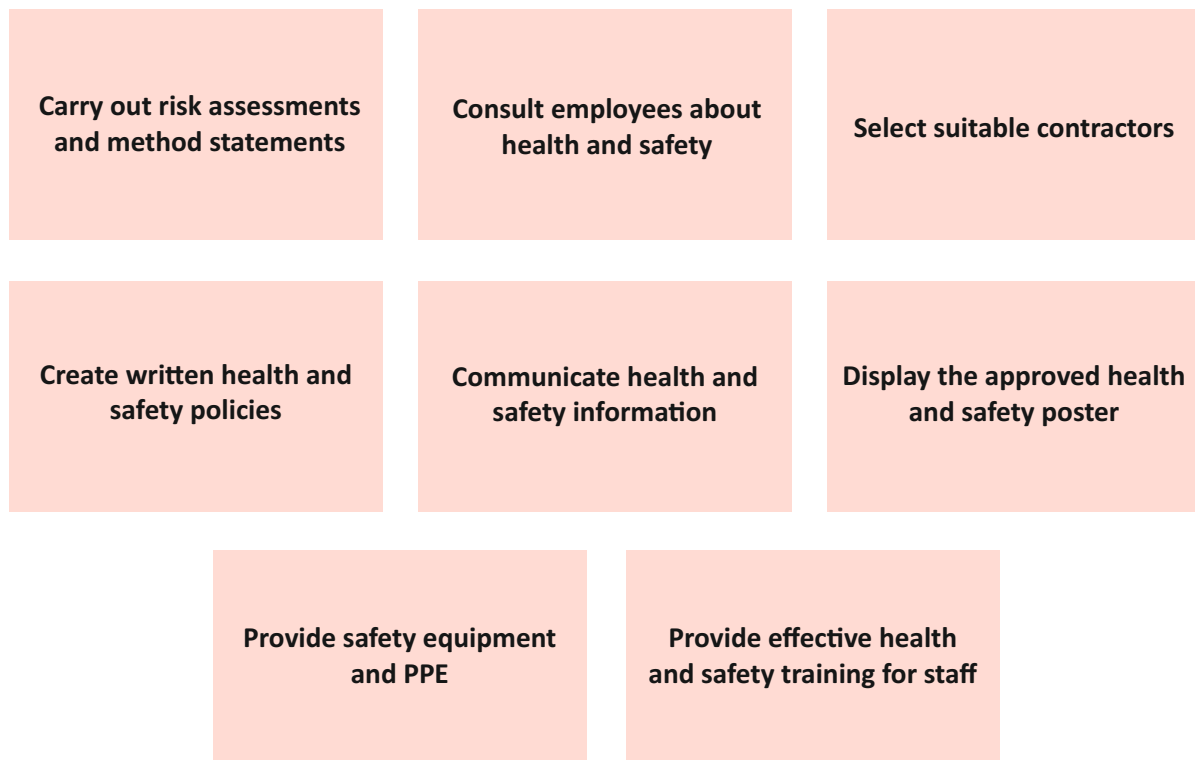 Carry out risk assessments
and method statements
Consult employees about
health and safety
Select suitable contractors
Create written health and
safety policies
Communicate health and
safety information
Display the approved health
and safety poster
Provide safety equipment
and PPE
Provide effective health
and safety training for staff